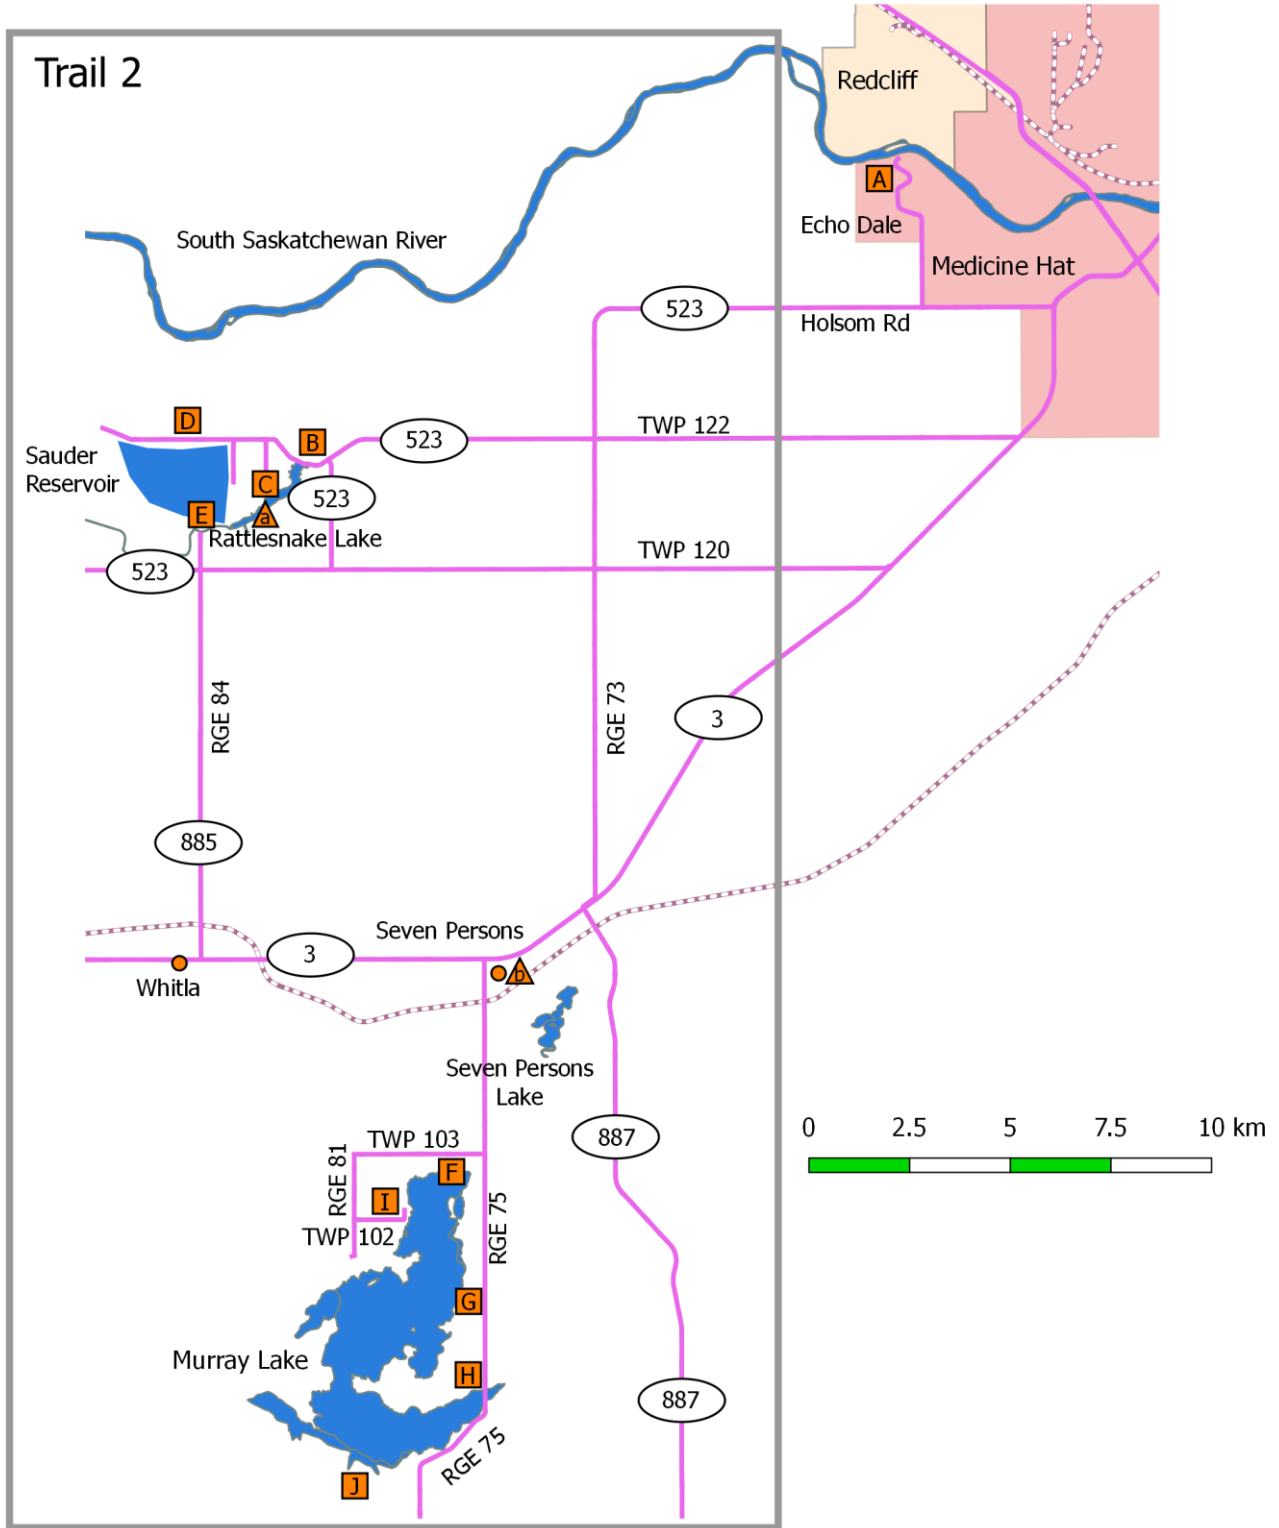 Trail 2
Redcliff
A
Echo Dale
South Saskatchewan River
Medicine Hat
523
Holsom Rd
D
B
523
TWP 122
Sauder
Reservoir
C
523
E
a
Rattlesnake Lake
TWP 120
523
RGE 84
RGE 73
3
885
Seven Persons
3
b
Whitla
Seven Persons
Lake
0 2.5 5 7.5 10 km
887
TWP 103
RGE 81
F
I
RGE 75
TWP 102
G
Murray Lake
H
887
RGE 75
J